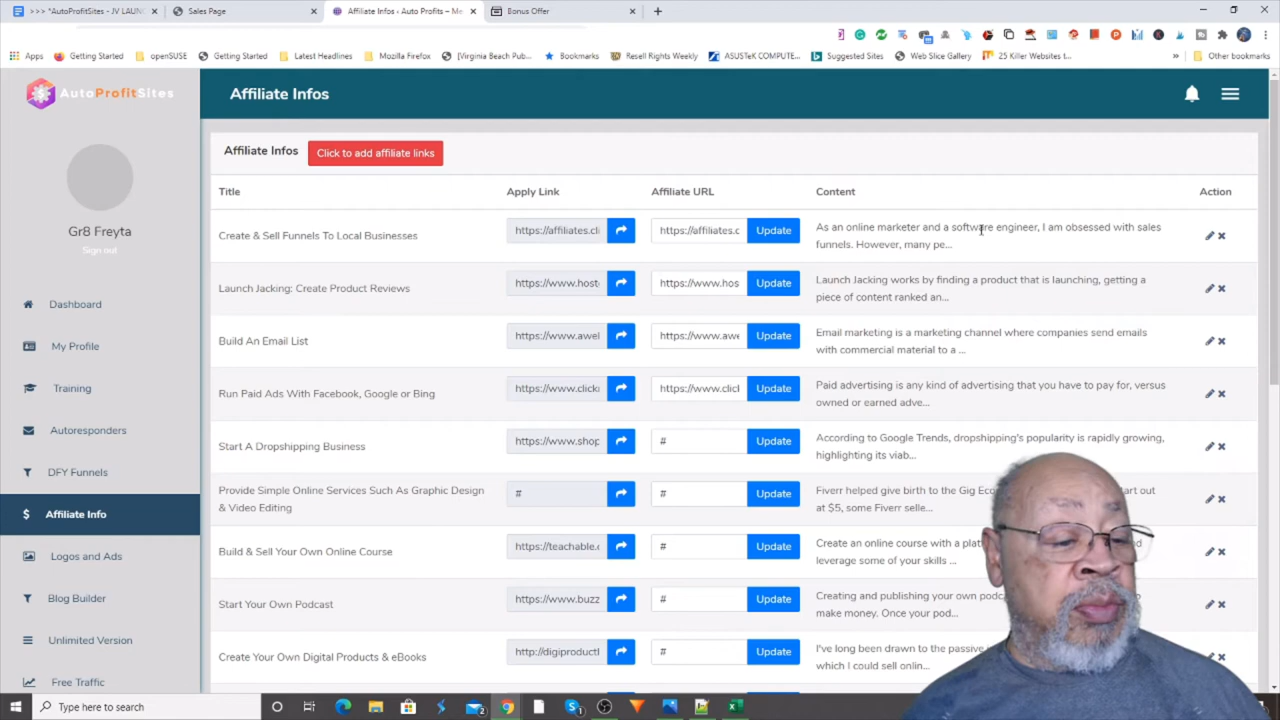 >>> *AutoProfitSites - JV LAUN
Sales Page
Affiliate Infos ‹ Auto Profits – Me
Bonus Offer
Apps
Getting Started
openSUSE
Getting Started
Latest Headlines
Mozilla Firefox
[Virginia Beach Pub...
Bookmarks
Resell Rights Weekly
ASUSTeK COMPUTE...
Suggested Sites
Web Slice Gallery
25 Killer Websites t...
Other bookmarks
AutoProfitSites
Affiliate Infos
Gr8 Freyta
Sign out
Dashboard
My Profile
Training
Autoresponders
DFY Funnels
Affiliate Info
Logos and Ads
Blog Builder
Unlimited Version
Free Traffic
Affiliate Infos Click to add affiliate links
Title Apply Link Affiliate URL Content Action
Create & Sell Funnels To Local Businesses https://affiliates.cli https://affiliates.c Update
As an online marketer and a software engineer, I am obsessed with sales
funnels. However, many pe...
Launch Jacking: Create Product Reviews https://www.host https://www.hos Update
Launch Jacking works by finding a product that is launching, getting a
piece of content ranked an...
Build An Email List https://www.awel https://www.awe Update
Email marketing is a marketing channel where companies send emails
with commercial material to a ...
Run Paid Ads With Facebook, Google or Bing https://www.click https://www.clicl Update
Paid advertising is any kind of advertising that you have to pay for, versus
owned or earned adve...
Start A Dropshipping Business https://www.shop # Update
According to Google Trends, dropshipping's popularity is rapidly growing,
highlighting its viab...
Provide Simple Online Services Such As Graphic Design
& Video Editing
# # Update
Fiverr helped give birth to the Gig start out
at $5, some Fiverr selle...
Build & Sell Your Own Online Course https://teachable.c # Update
Create an online course with a and
leverage some of your skills ...
Start Your Own Podcast https://www.buzz # Update
Creating and publishing your own
make money. Once your pod...
Create Your Own Digital Products & eBooks http://digiproductl # Update
I've long been drawn to the passive
which I could sell onlin...
Type here to search